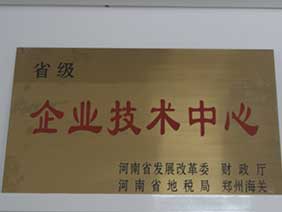 省级
企业技术中心
河南省发展改革委 财政厅
河南省地税局 郑州海关